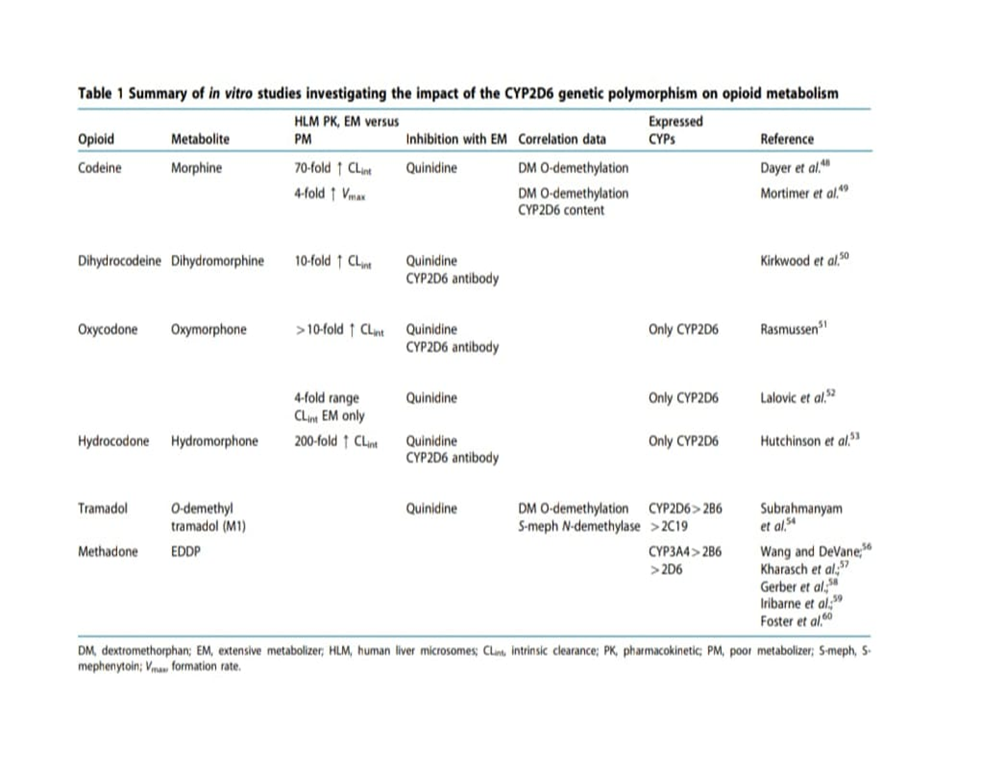 Table 1 Summary of in vitro studies investigating the impact of the CYP2D6 genetic polymorphism on opioid metabolism
HLM PK, EM versus Expressed
Opioid Metabolite PM Inhibition with EM Correlation data CYPs Reference
Codeine Morphine 70-fold ↑ CLint Quinidine DM O-demethylation Dayer et al.48
4-fold ↑ Vmax DM O-demethylation Mortimer et al.49
CYP2D6 content
Dihydrocodeine Dihydromorphine 10-fold ↑ CLint Quinidine Kirkwood et al.50
CYP2D6 antibody
Oxycodone Oxymorphone >10-fold ↑ CLint Quinidine Only CYP2D6 Rasmussen51
CYP2D6 antibody
4-fold range Quinidine Only CYP2D6 Lalovic et al.52
CLint EM only
Hydrocodone Hydromorphone 200-fold ↑ CLint Quinidine Only CYP2D6 Hutchinson et al.53
CYP2D6 antibody
Tramadol O-demethyl Quinidine DM O-demethylation CYP2D6>2B6 Subrahmanyam
tramadol (M1) S-meph N-demethylase >2C19 et al.54
Methadone EDDP CYP3A4>2B6 Wang and DeVane;56
>2D6 Kharasch et al.;57
Gerber et al.;58
Iribarne et al.;59
Foster et al.60
DM, dextromethorphan; EM, extensive metabolizer; HLM, human liver microsomes; CLint, intrinsic clearance; PK, pharmacokinetic; PM, poor metabolizer; S-meph, S-
mephenytoin; Vmax, formation rate.